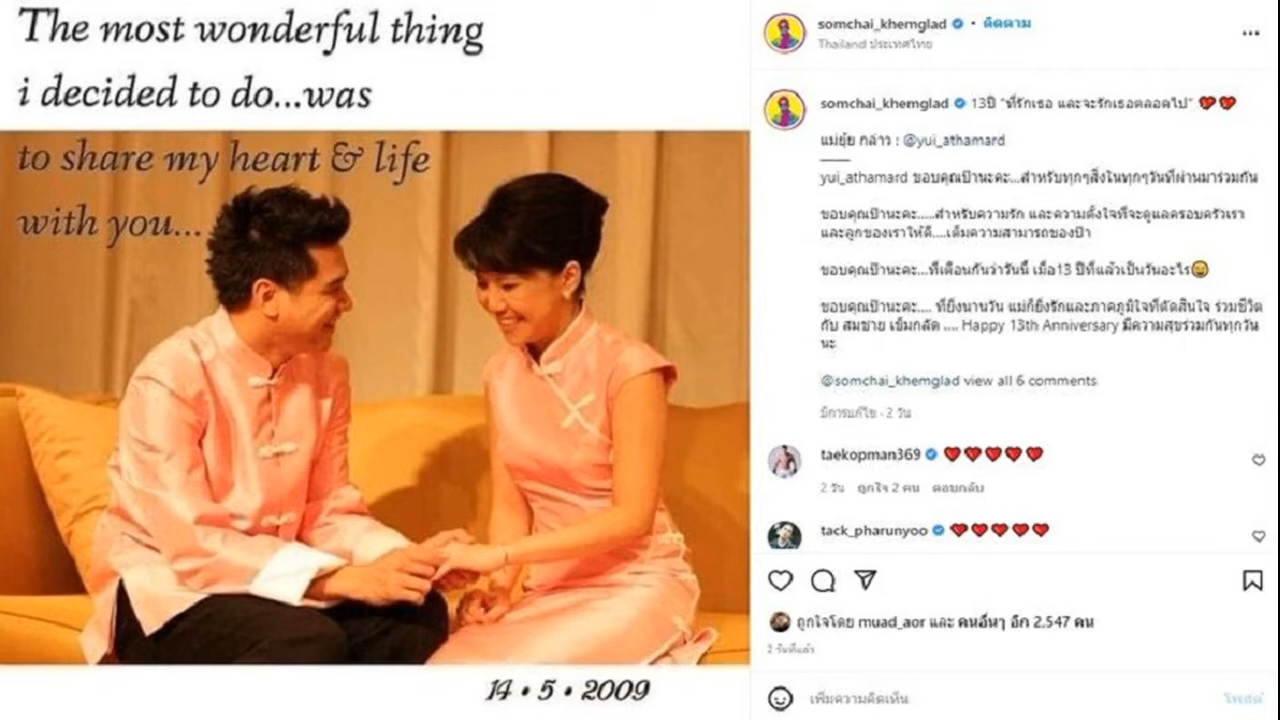 The most wonderful thing
i decided to do...was
to share my heart & life
with you...
14 • 5 • 2009
somchai_khemglad • ติดตาม
Thailand ประเทศไทย
somchai_khemglad 13ปี "ที่รักเธอ และจะรักเธอตลอดไป"
แม่ยุ้ย กล่าว : @yui_athamard
yui_athamard ขอบคุณป๊านะคะ...สำหรับทุกๆสิ่งในทุกๆวันที่ผ่านมาร่วมกัน
ขอบคุณป๊านะคะ.....สำหรับความรัก และความตั้งใจที่จะดูแลครอบครัวเรา
และลูกของเราให้ดี....เต็มความสามารถของป๊า
ขอบคุณป๊านะคะ...ที่เตือนกันว่าวันนี้ เมื่อ13 ปีที่แล้วเป็นวันอะไร
ขอบคุณป๊านะคะ.... ที่ยิ่งนานวัน แม่ก็ยิ่งรักและภาคภูมิใจที่ตัดสินใจ ร่วมชีวิต
กับ สมชาย เข็มกลัด .... Happy 13th Anniversary มีความสุขร่วมกันทุกวัน
นะ
@somchai_khemglad view all 6 comments
มีการแก้ไข · 2 วัน
taekopman369
2 วัน ถูกใจ 2 คน ตอบกลับ
tack_pharunyoo
ถูกใจโดย muad_aor และ คนอื่นๆ อีก 2,547 คน
2 วันที่แล้ว
เพิ่มความคิดเห็น
โพสต์